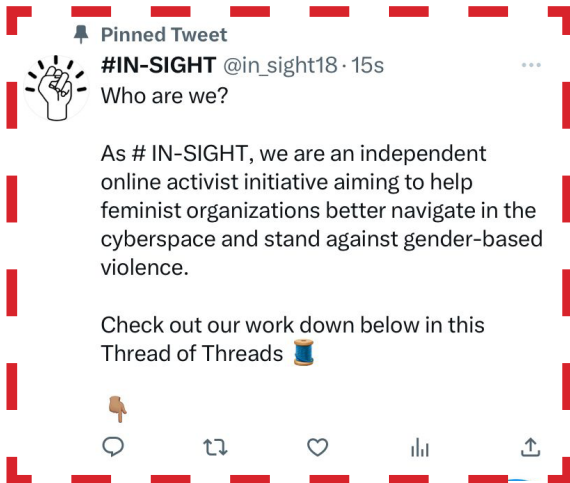 Pinned Tweet
#IN-SIGHT @in_sight18 · 15s
Who are we?
As # IN-SIGHT, we are an independent
online activist initiative aiming to help
feminist organizations better navigate in the
cyberspace and stand against gender-based
violence.
Check out our work down below in this
Thread of Threads 🧵
👇🏽